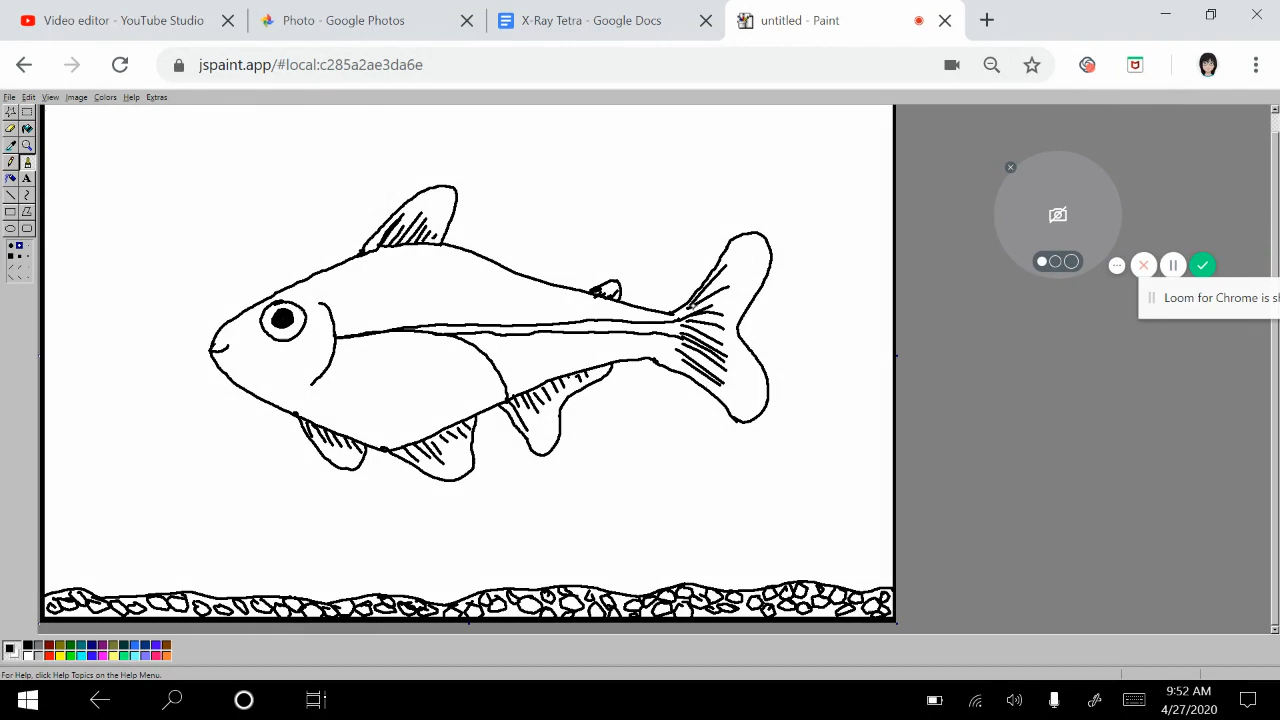 Video editor - YouTube Studio
Photo - Google Photos
X-Ray Tetra - Google Docs
untitled - Paint
jspaint.app/#local:c285a2ae3da6e
File Edit View Image Colors Help Extras
A
Loom for Chrome is sh
For Help, click Help Topics on the Help Menu.
9:52 AM
4/27/2020